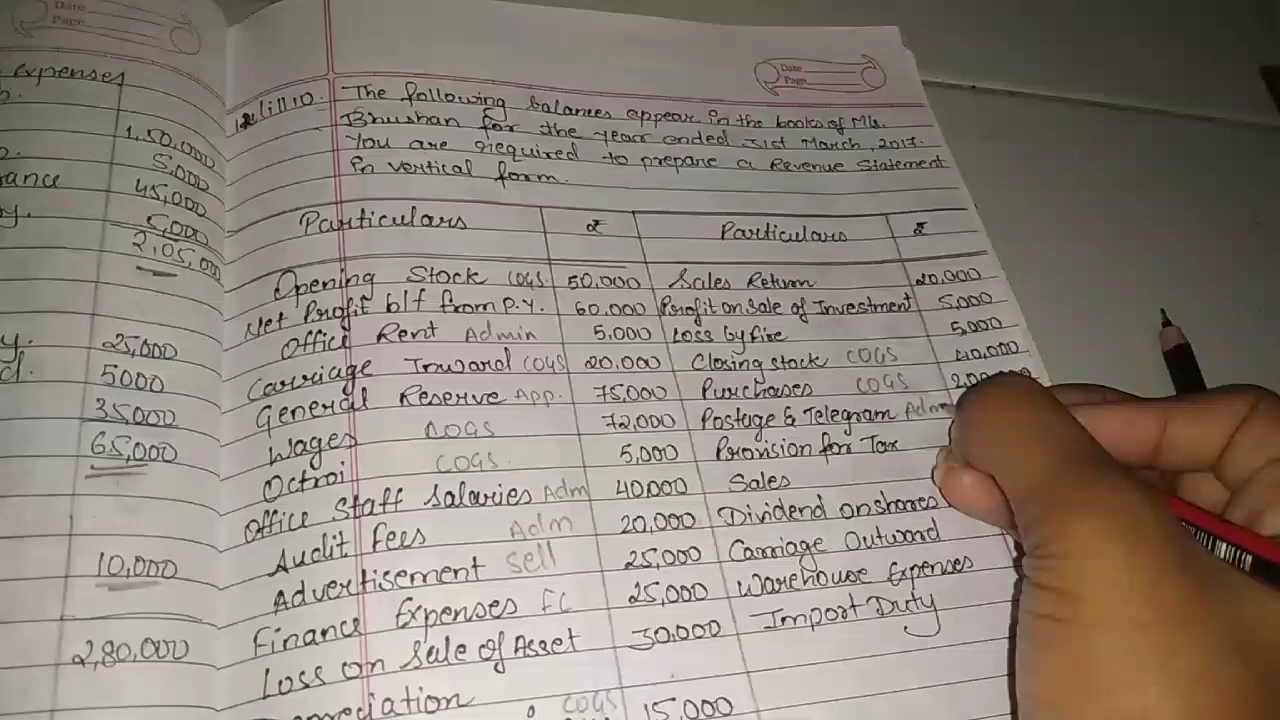 Date
Page
expenses
1,50,000
5,000
45,000
5,000
2,05,000
25,000
5000
35,000
65,000
10,000
2,80,000
Date
Page
The following balances appear in the books of M/s.
Bhushan for the year ended 31st March, 2015.
You are required to prepare a Revenue Statement
in vertical form.
Particulars ₹ Particulars ₹
Opening Stock COGS 50,000 Sales Return 20,000
Net Profit b/f from P.Y. 60,000 Profit on Sale of Investment 5,000
Office Rent Admin 5,000 Loss by fire 5,000
Carriage Inward COGS 20,000 Closing stock COGS 40,000
General Reserve App. 75,000 Purchases COGS
Wages COGS 72,000 Postage & Telegram Adm
Octroi COGS 5,000 Provision for Tax
Office Staff Salaries Adm 40,000 Sales
Audit Fees Adm 20,000 Dividend on shares
Advertisement Sell 25,000 Carriage Outward
Finance Expenses FC 25,000 Warehouse Expenses
Loss on Sale of Asset 30,000 Import Duty
COGS 15,000